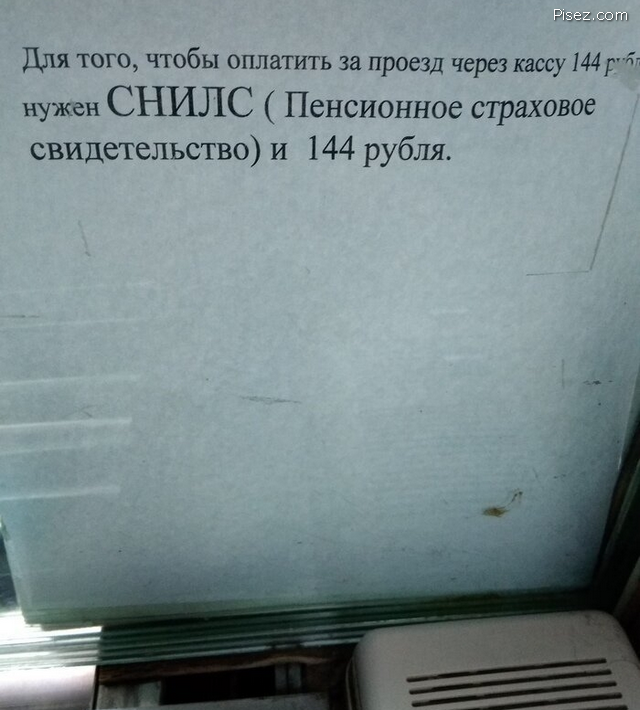 Pisez.com
Для того, чтобы оплатить за проезд через кассу 144
нужен СНИЛС ( Пенсионное страховое
свидетельство) и 144 рубля.